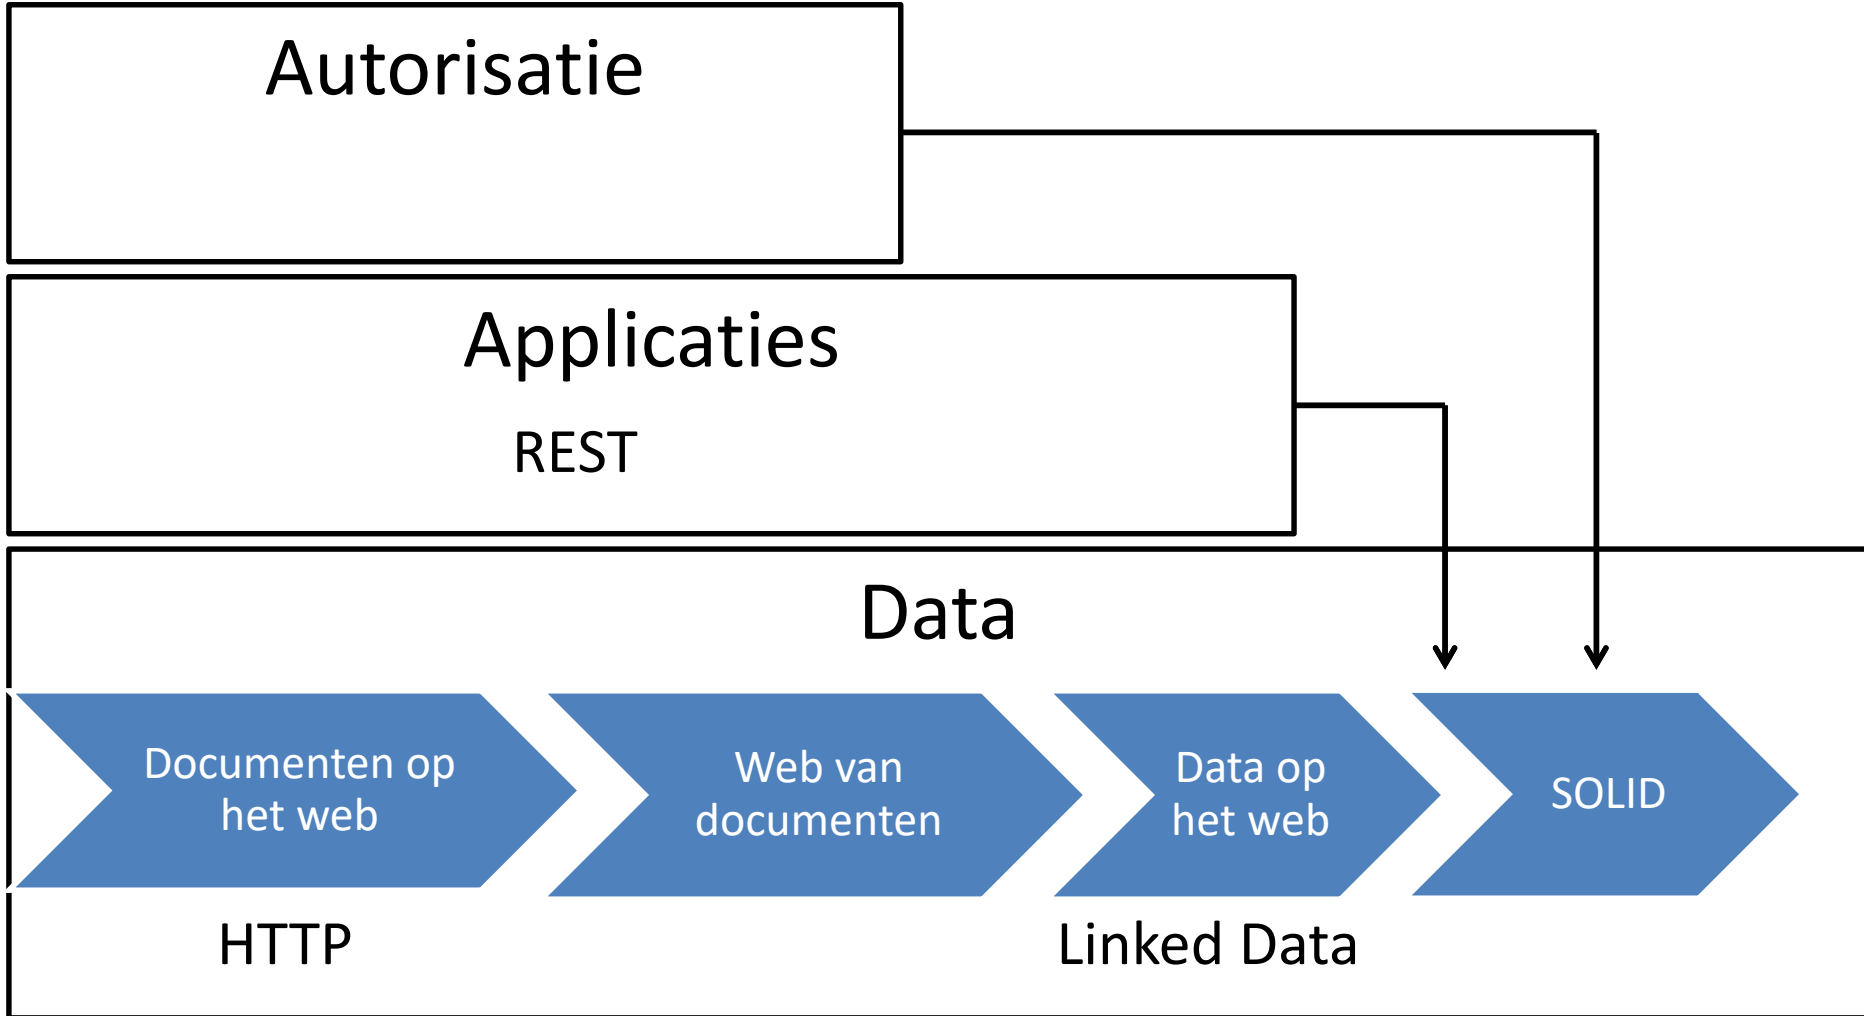 Autorisatie
Applicaties
REST
Data
Documenten op
het web
Web van
documenten
Data op
het web
SOLID
HTTP
Linked Data